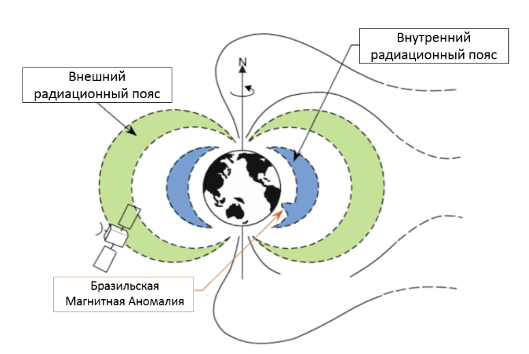 Внутренний
радиационный пояс
Внешний
радиационный пояс
N
Бразильская
Магнитная Аномалия